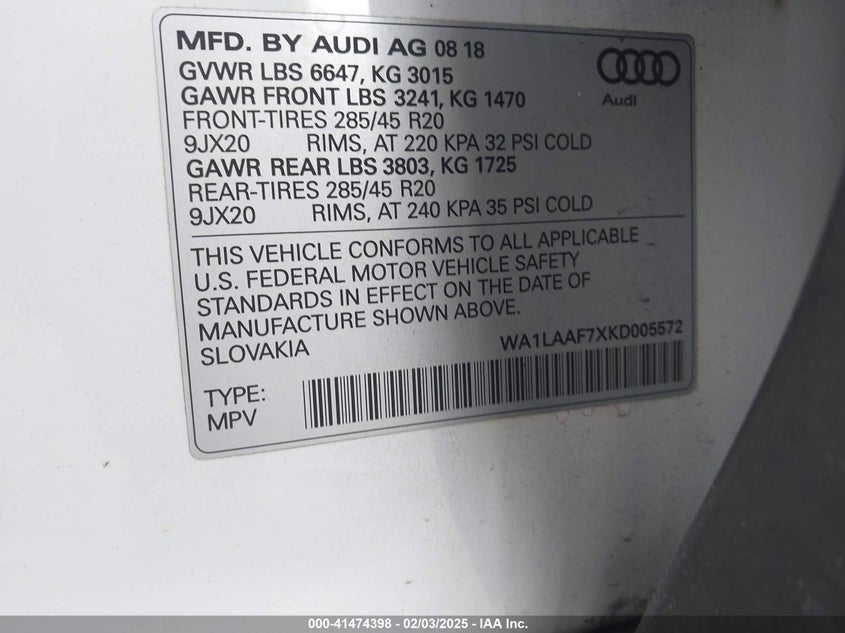 MFD. BY AUDI AG 08 18
GVWR LBS 6647, KG 3015
GAWR FRONT LBS 3241, KG 1470
FRONT-TIRES 285/45 R20
9JX20 RIMS, AT 220 KPA 32 PSI COLD
GAWR REAR LBS 3803, KG 1725
REAR-TIRES 285/45 R20
9JX20 RIMS, AT 240 KPA 35 PSI COLD
Audi
THIS VEHICLE CONFORMS TO ALL APPLICABLE
U.S. FEDERAL MOTOR VEHICLE SAFETY
STANDARDS IN EFFECT ON THE DATE OF
MANUFACTURE SHOWN ABOVE.
SLOVAKIA
WA1LAAF7XKD005572
TYPE:
MPV
000-41474398 - 02/03/2025 - IAA Inc.